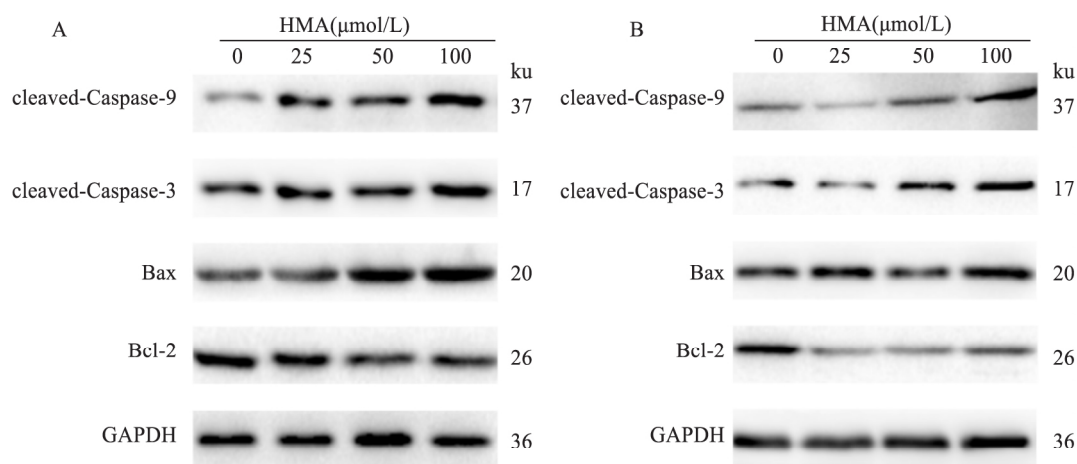 A
HMA(μmol/L)
0 25 50 100
ku
cleaved-Caspase-9 37
cleaved-Caspase-3 17
Bax 20
Bcl-2 26
GAPDH 36
B
HMA(μmol/L)
0 25 50 100
ku
cleaved-Caspase-9 37
cleaved-Caspase-3 17
Bax 20
Bcl-2 26
GAPDH 36